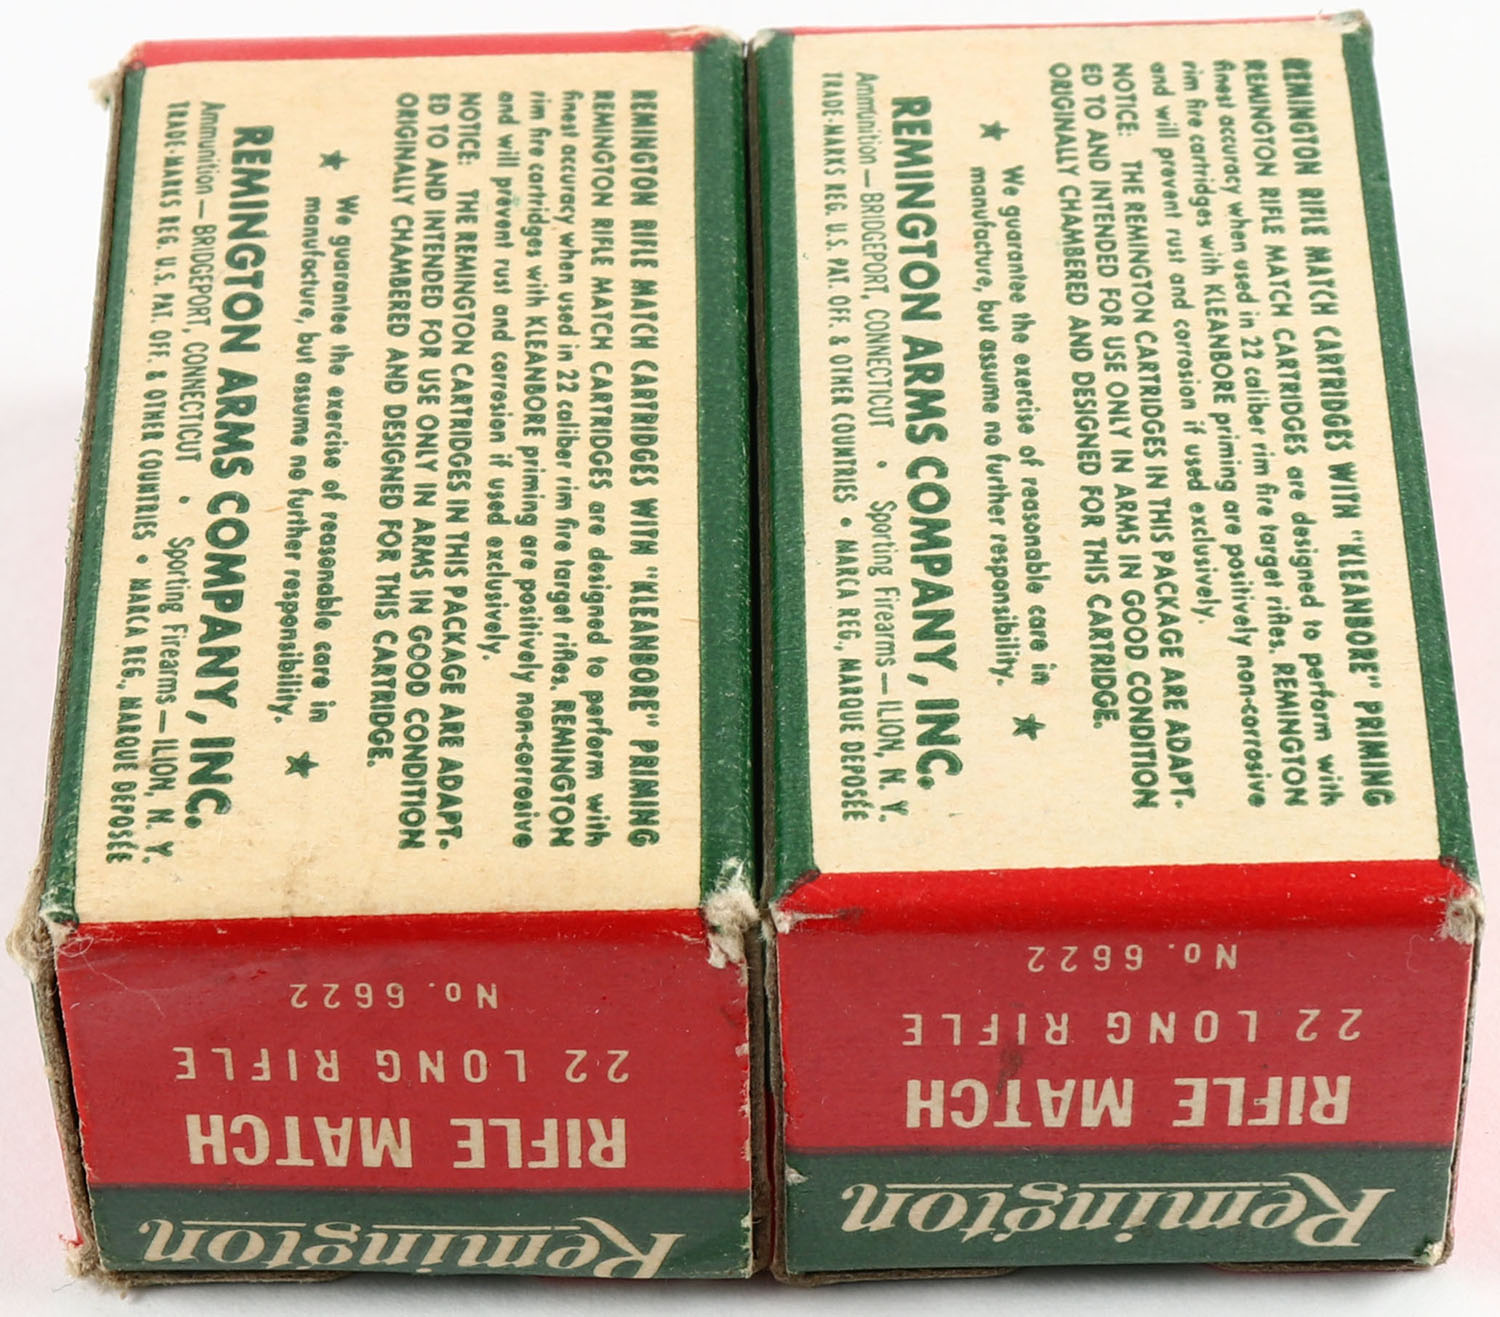 REMINGTON RIFLE MATCH CARTRIDGES WITH "KLEANBORE" PRIMING
REMINGTON RIFLE MATCH CARTRIDGES are designed to perform with
finest accuracy when used in 22 caliber rim fire target rifles. REMINGTON
rim fire cartridges with KLEANBORE priming are positively non-corrosive
and will prevent rust and corrosion if used exclusively.
NOTICE: THE REMINGTON CARTRIDGES IN THIS PACKAGE ARE ADAPT-
ED TO AND INTENDED FOR USE ONLY IN ARMS IN GOOD CONDITION
ORIGINALLY CHAMBERED AND DESIGNED FOR THIS CARTRIDGE.
★ We guarantee the exercise of reasonable care in
manufacture, but assume no further responsibility. ★
REMINGTON ARMS COMPANY, INC.
Ammunition — BRIDGEPORT, CONNECTICUT • Sporting Firearms — ILION, N. Y.
TRADE-MARKS REG. U.S. PAT. OFF. & OTHER COUNTRIES • MARCA REG., MARQUE DEPOSÉE
Remington
RIFLE MATCH
22 LONG RIFLE
No. 6622
REMINGTON RIFLE MATCH CARTRIDGES WITH "KLEANBORE" PRIMING
REMINGTON RIFLE MATCH CARTRIDGES are designed to perform with
finest accuracy when used in 22 caliber rim fire target rifles. REMINGTON
rim fire cartridges with KLEANBORE priming are positively non-corrosive
and will prevent rust and corrosion if used exclusively.
NOTICE: THE REMINGTON CARTRIDGES IN THIS PACKAGE ARE ADAPT-
ED TO AND INTENDED FOR USE ONLY IN ARMS IN GOOD CONDITION
ORIGINALLY CHAMBERED AND DESIGNED FOR THIS CARTRIDGE.
★ We guarantee the exercise of reasonable care in
manufacture, but assume no further responsibility. ★
REMINGTON ARMS COMPANY, INC.
Ammunition — BRIDGEPORT, CONNECTICUT • Sporting Firearms — ILION, N. Y.
TRADE-MARKS REG. U.S. PAT. OFF. & OTHER COUNTRIES • MARCA REG., MARQUE DEPOSÉE
Remington
RIFLE MATCH
22 LONG RIFLE
No. 6622